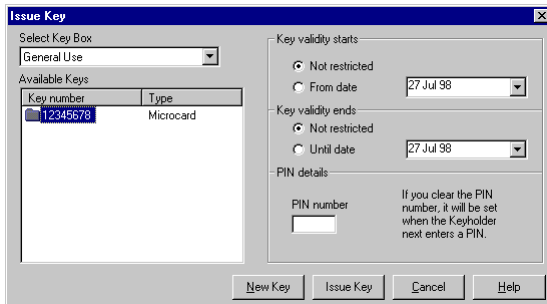 Issue Key
Select Key Box
General Use
Available Keys
Key number Type
12345678 Microcard
Key validity starts
Not restricted
From date 27 Jul 98
Key validity ends
Not restricted
Until date 27 Jul 98
PIN details
PIN number
If you clear the PIN
number, it will be set
when the Keyholder
next enters a PIN.
New Key Issue Key Cancel Help